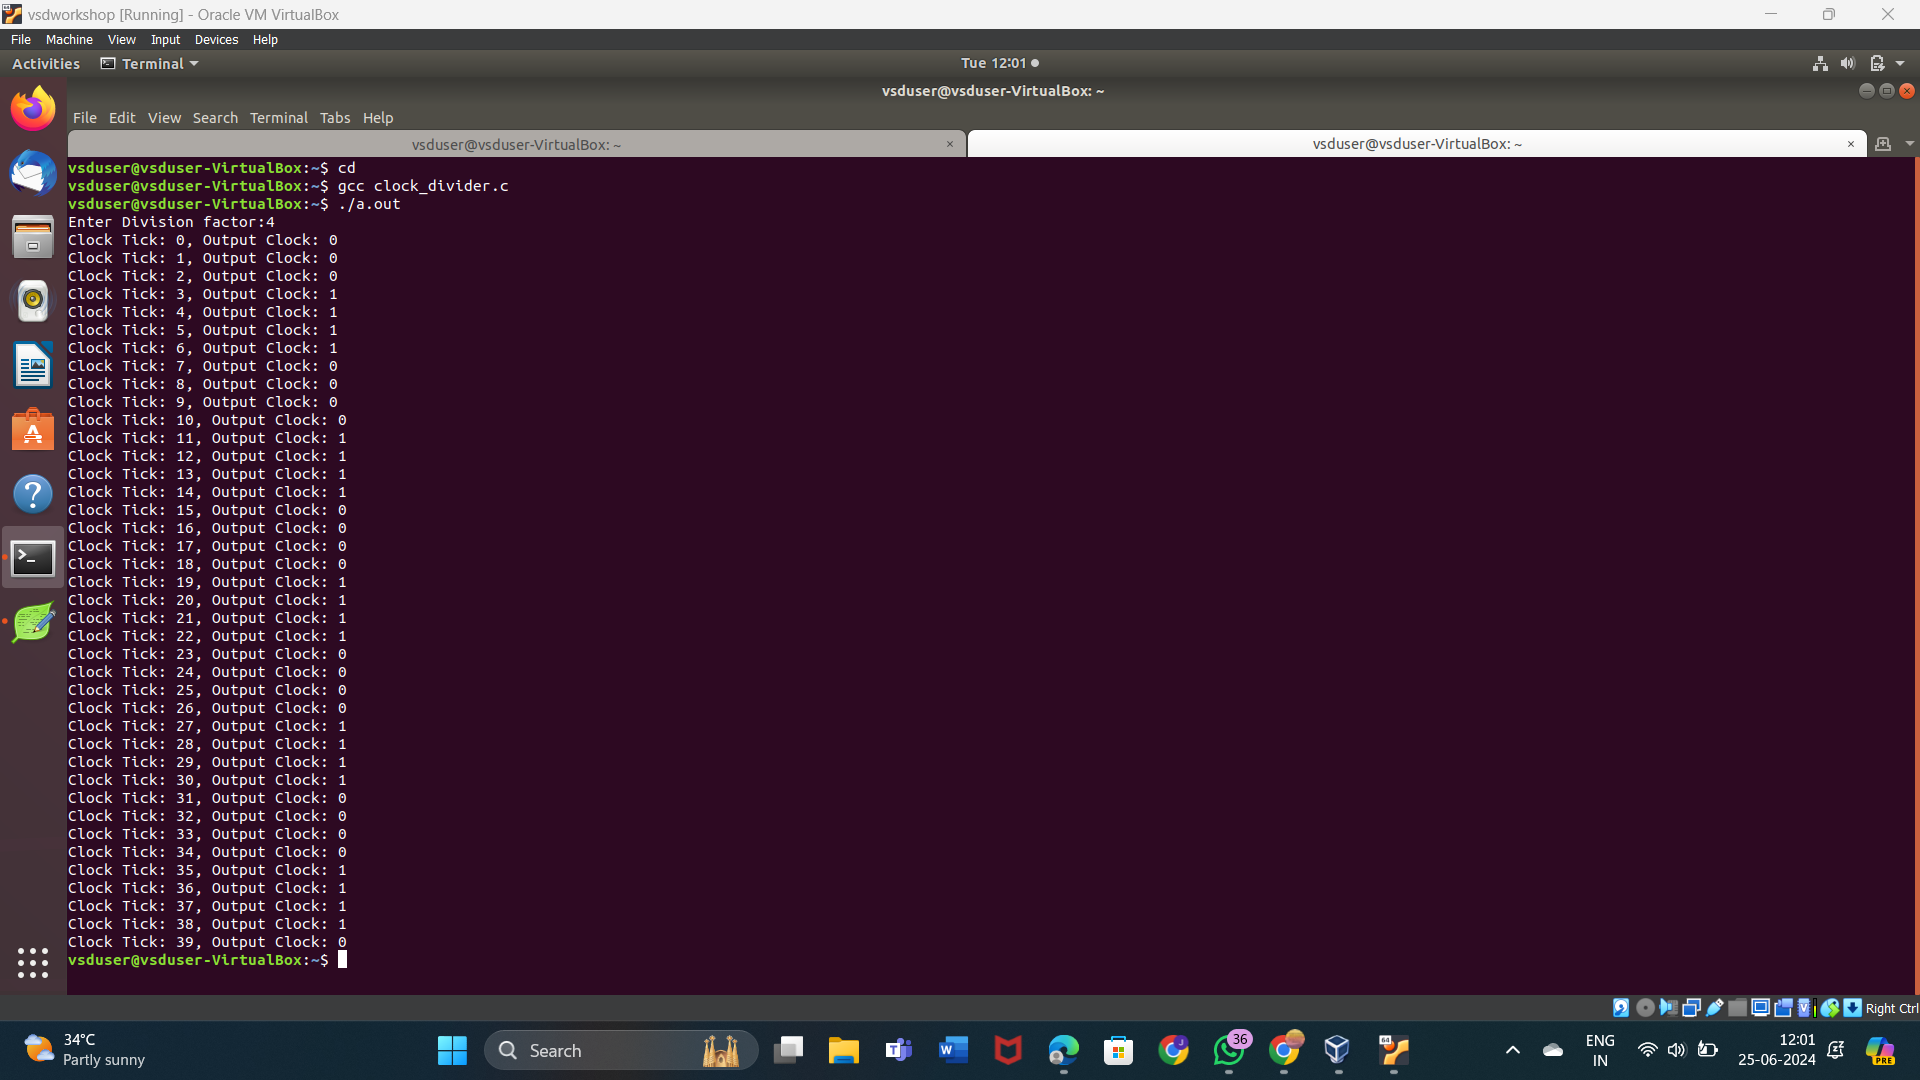 vsdworkshop [Running] - Oracle VM VirtualBox
File Machine View Input Devices Help
Activities Terminal Tue 12:01
vsduser@vsduser-VirtualBox: ~
File Edit View Search Terminal Tabs Help
vsduser@vsduser-VirtualBox: ~ × vsduser@vsduser-VirtualBox: ~ ×
vsduser@vsduser-VirtualBox:~$ cd
vsduser@vsduser-VirtualBox:~$ gcc clock_divider.c
vsduser@vsduser-VirtualBox:~$ ./a.out
Enter Division factor:4
Clock Tick: 0, Output Clock: 0
Clock Tick: 1, Output Clock: 0
Clock Tick: 2, Output Clock: 0
Clock Tick: 3, Output Clock: 1
Clock Tick: 4, Output Clock: 1
Clock Tick: 5, Output Clock: 1
Clock Tick: 6, Output Clock: 1
Clock Tick: 7, Output Clock: 0
Clock Tick: 8, Output Clock: 0
Clock Tick: 9, Output Clock: 0
Clock Tick: 10, Output Clock: 0
Clock Tick: 11, Output Clock: 1
Clock Tick: 12, Output Clock: 1
Clock Tick: 13, Output Clock: 1
Clock Tick: 14, Output Clock: 1
Clock Tick: 15, Output Clock: 0
Clock Tick: 16, Output Clock: 0
Clock Tick: 17, Output Clock: 0
Clock Tick: 18, Output Clock: 0
Clock Tick: 19, Output Clock: 1
Clock Tick: 20, Output Clock: 1
Clock Tick: 21, Output Clock: 1
Clock Tick: 22, Output Clock: 1
Clock Tick: 23, Output Clock: 0
Clock Tick: 24, Output Clock: 0
Clock Tick: 25, Output Clock: 0
Clock Tick: 26, Output Clock: 0
Clock Tick: 27, Output Clock: 1
Clock Tick: 28, Output Clock: 1
Clock Tick: 29, Output Clock: 1
Clock Tick: 30, Output Clock: 1
Clock Tick: 31, Output Clock: 0
Clock Tick: 32, Output Clock: 0
Clock Tick: 33, Output Clock: 0
Clock Tick: 34, Output Clock: 0
Clock Tick: 35, Output Clock: 1
Clock Tick: 36, Output Clock: 1
Clock Tick: 37, Output Clock: 1
Clock Tick: 38, Output Clock: 1
Clock Tick: 39, Output Clock: 0
vsduser@vsduser-VirtualBox:~$
Right Ctrl
34°C
Partly sunny
Search
36
ENG
IN
12:01
25-06-2024
PRE